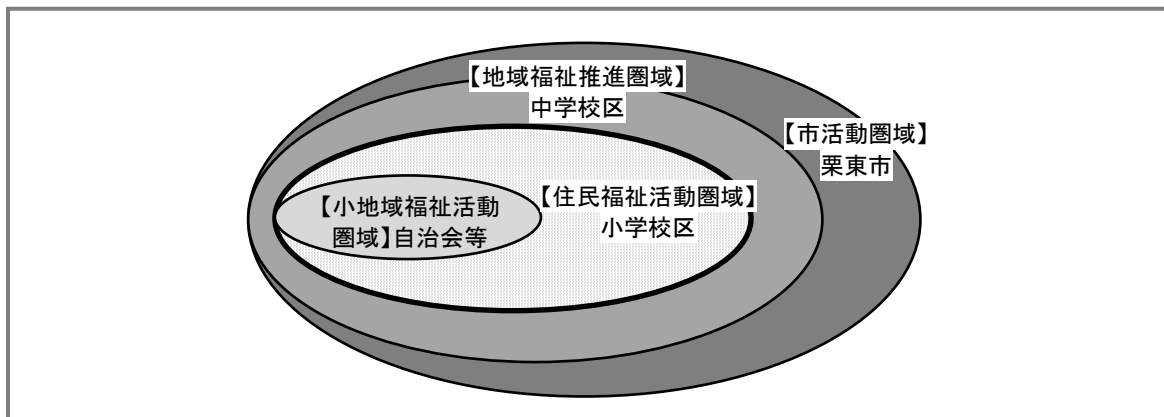 【地域福祉推進圏域】
中学校区
【市活動圏域】
栗東市
【住民福祉活動圏域】
小学校区
【小地域福祉活動
圏域】自治会等